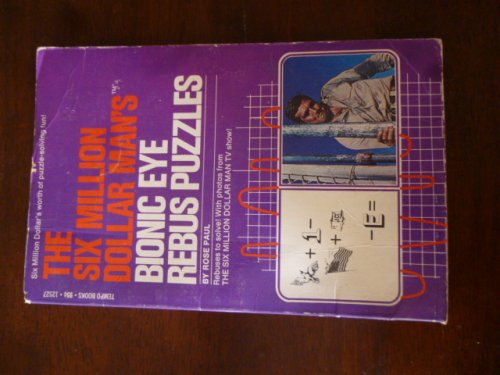 Six Million Dollar's worth of puzzle-solving fun!
THE
SIX MILLION
DOLLAR MAN'S
BIONIC EYE
REBUS PUZZLES
BY ROSE PAUL
Rebuses to solve! With photos from
THE SIX MILLION DOLLAR MAN TV show!
TEMPO BOOKS • 95¢ • 12527